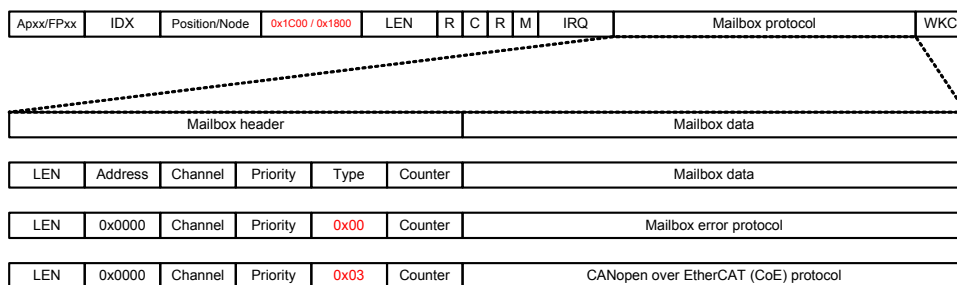 Apxx/FPxx IDX Position/Node 0x1C00 / 0x1800 LEN R C R M IRQ Mailbox protocol WKC
Mailbox header Mailbox data
LEN Address Channel Priority Type Counter Mailbox data
LEN 0x0000 Channel Priority 0x00 Counter Mailbox error protocol
LEN 0x0000 Channel Priority 0x03 Counter CANopen over EtherCAT (CoE) protocol